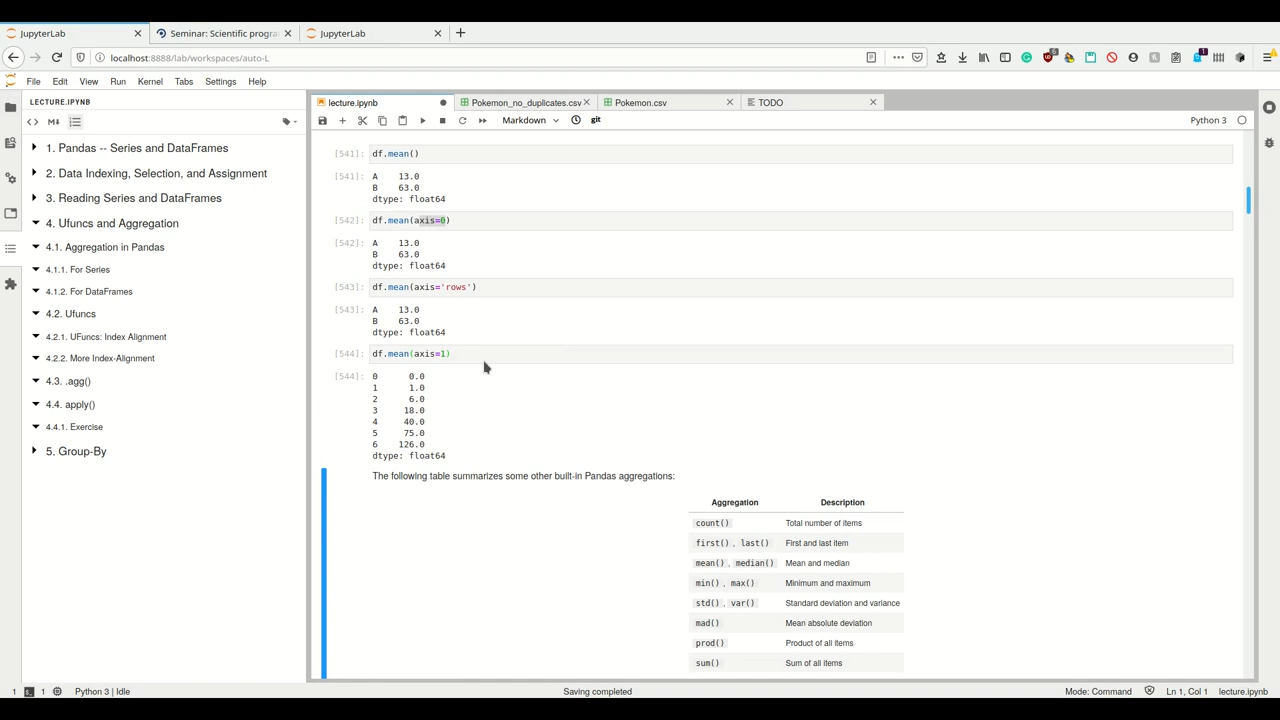 JupyterLab
Seminar: Scientific progra
JupyterLab
localhost:8888/lab/workspaces/auto-L
6
1
File Edit View Run Kernel Tabs Settings Help
LECTURE.IPYNB
lecture.ipynb
Pokemon_no_duplicates.csv
Pokemon.csv
TODO
Markdown
git
Python 3
1. Pandas -- Series and DataFrames
2. Data Indexing, Selection, and Aggregation
3. Reading Series and DataFrames
4. Ufuncs and Aggregation
4.1. Aggregation in Pandas
4.1.1. For Series
4.1.2. For DataFrames
4.2. Ufuncs
4.2.1. UFuncs: Index Alignment
4.2.2. More Index-Alignment
4.3. .agg()
4.4. apply()
4.4.1. Exercise
5. Group-By
[541]: df.mean()
[541]: A 13.0
B 63.0
dtype: float64
[542]: df.mean(axis=0)
[542]: A 13.0
B 63.0
dtype: float64
[543]: df.mean(axis='rows')
[543]: A 13.0
B 63.0
dtype: float64
[544]: df.mean(axis=1)
[544]: 0 0.0
1 1.0
2 6.0
3 18.0
4 40.0
5 75.0
6 126.0
dtype: float64
The following table summarizes some other built-in Pandas aggregations:
Aggregation Description
count() Total number of items
first() , last() First and last item
mean() , median() Mean and median
min() , max() Minimum and maximum
std() , var() Standard deviation and variance
mad() Mean absolute deviation
prod() Product of all items
sum() Sum of all items
1 1 Python 3 | Idle
Saving completed
Mode: Command
Ln 1, Col 1
lecture.ipynb